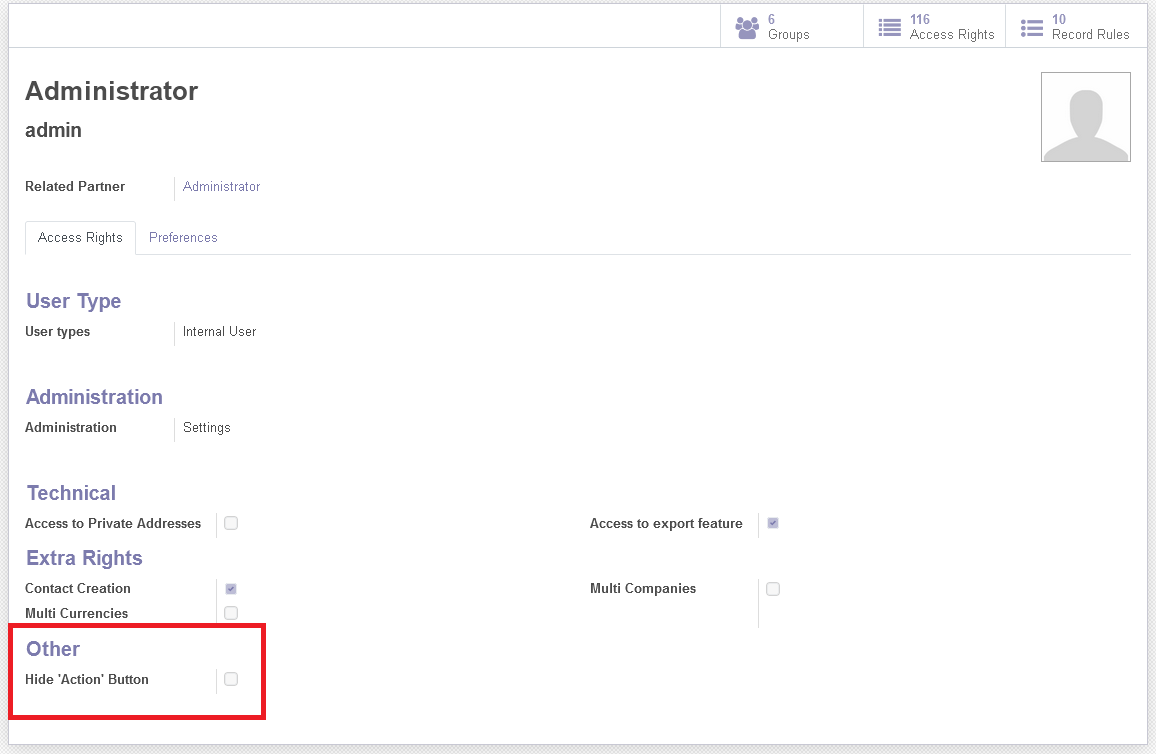 6
Groups
116
Access Rights
10
Record Rules
Administrator
admin
Related Partner Administrator
Access Rights Preferences
User Type
User types Internal User
Administration
Administration Settings
Technical
Access to Private Addresses Access to export feature
Extra Rights
Contact Creation Multi Companies
Multi Currencies
Other
Hide 'Action' Button